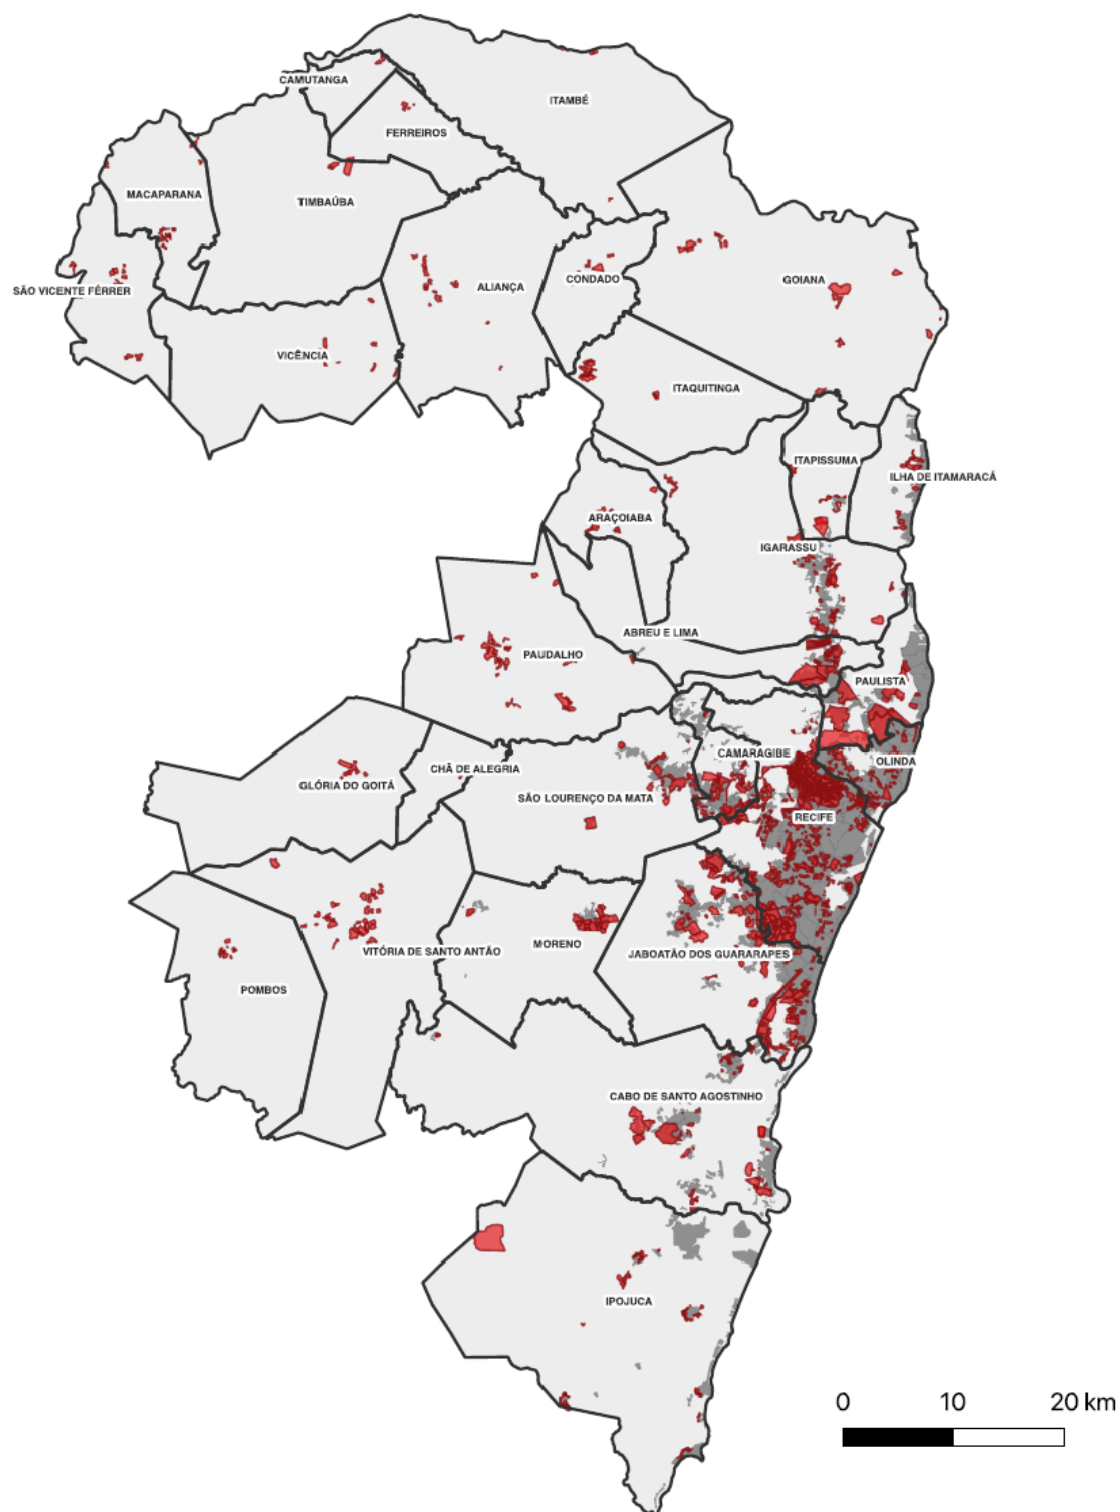 CAMUTANGA
ITAMBÉ
FERREIROS
MACAPARANA
TIMBAÚBA
CONDADO
GOIANA
ALIANÇA
SÃO VICENTE FÉRRER
VICÊNCIA
ITAQUITINGA
ITAPISSUMA
ILHA DE ITAMARACÁ
ARAÇOIABA
IGARASSU
ABREU E LIMA
PAUDALHO
PAULISTA
CAMARAGIBE
OLINDA
CHÃ DE ALEGRIA
GLÓRIA DO GOITÁ
SÃO LOURENÇO DA MATA
RECIFE
MORENO
VITÓRIA DE SANTO ANTÃO
JABOATÃO DOS GUARARAPES
POMBOS
CABO DE SANTO AGOSTINHO
IPOJUCA
0 10 20 km